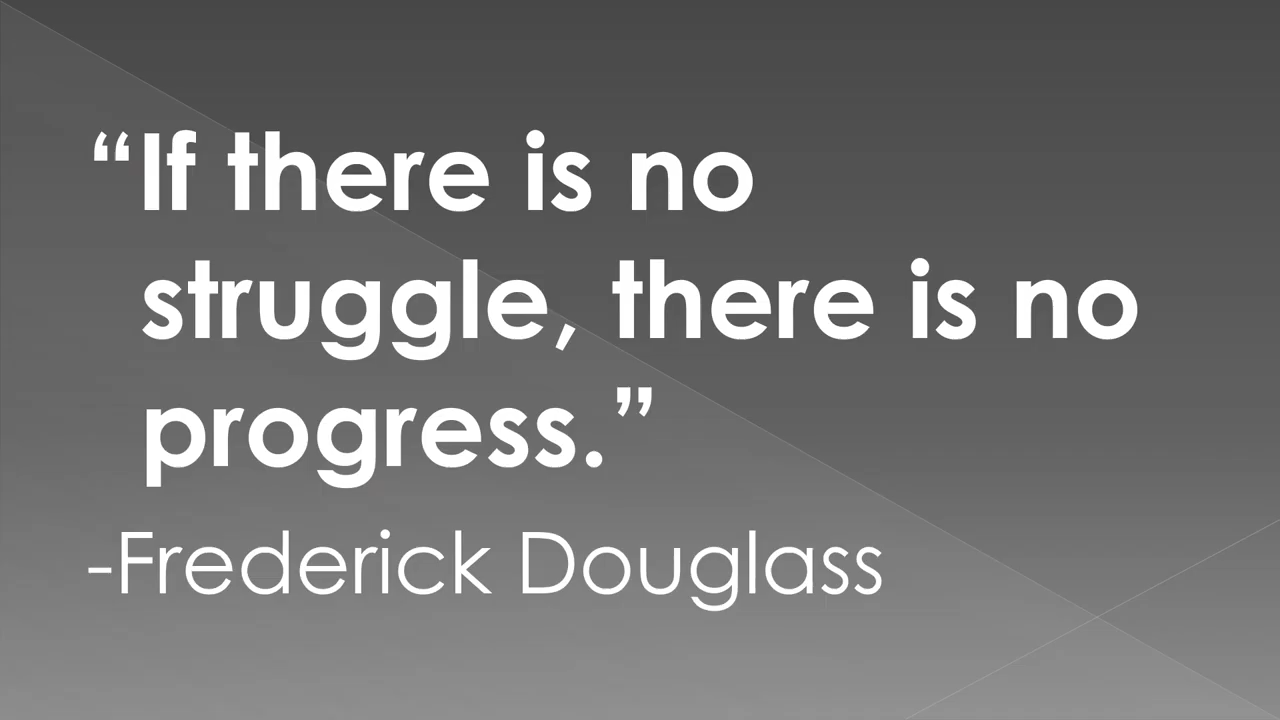 “If there is no
struggle, there is no
progress.”
-Frederick Douglass